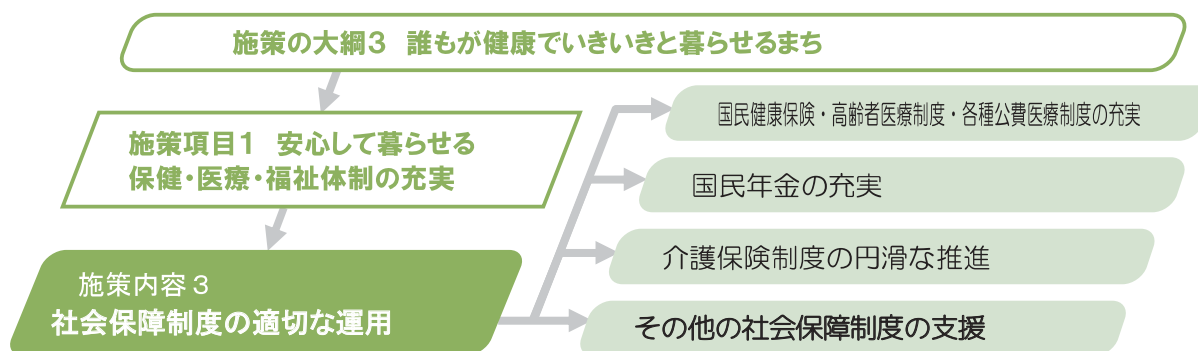 施策の大綱3 誰もが健康でいきいきと暮らせるまち
施策項目1 安心して暮らせる
保健・医療・福祉体制の充実
施策内容3
社会保障制度の適切な運用
国民健康保険・高齢者医療制度・各種公費医療制度の充実
国民年金の充実
介護保険制度の円滑な推進
その他の社会保障制度の支援